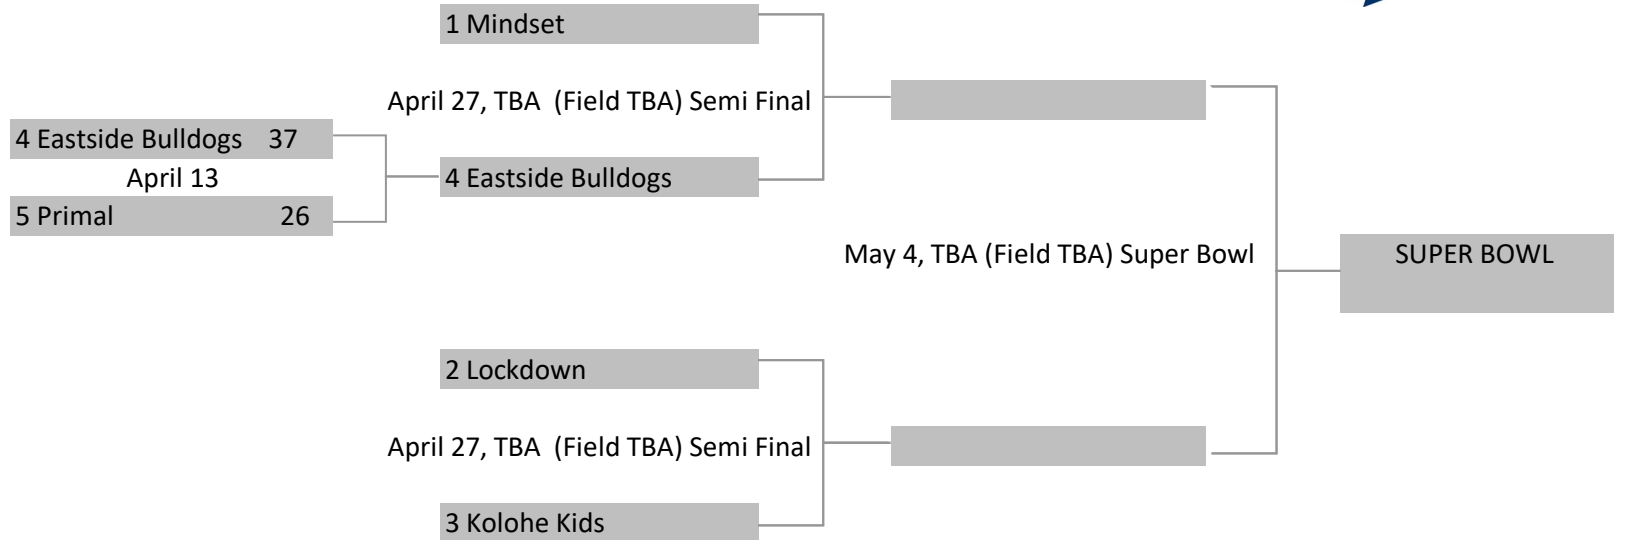 1 Mindset
April 27, TBA  (Field TBA) Semi Final
4 Eastside Bulldogs   37
April 13
4 Eastside Bulldogs
5 Primal   26
May 4, TBA (Field TBA) Super Bowl
SUPER BOWL
2 Lockdown
April 27, TBA  (Field TBA) Semi Final
3 Kolohe Kids